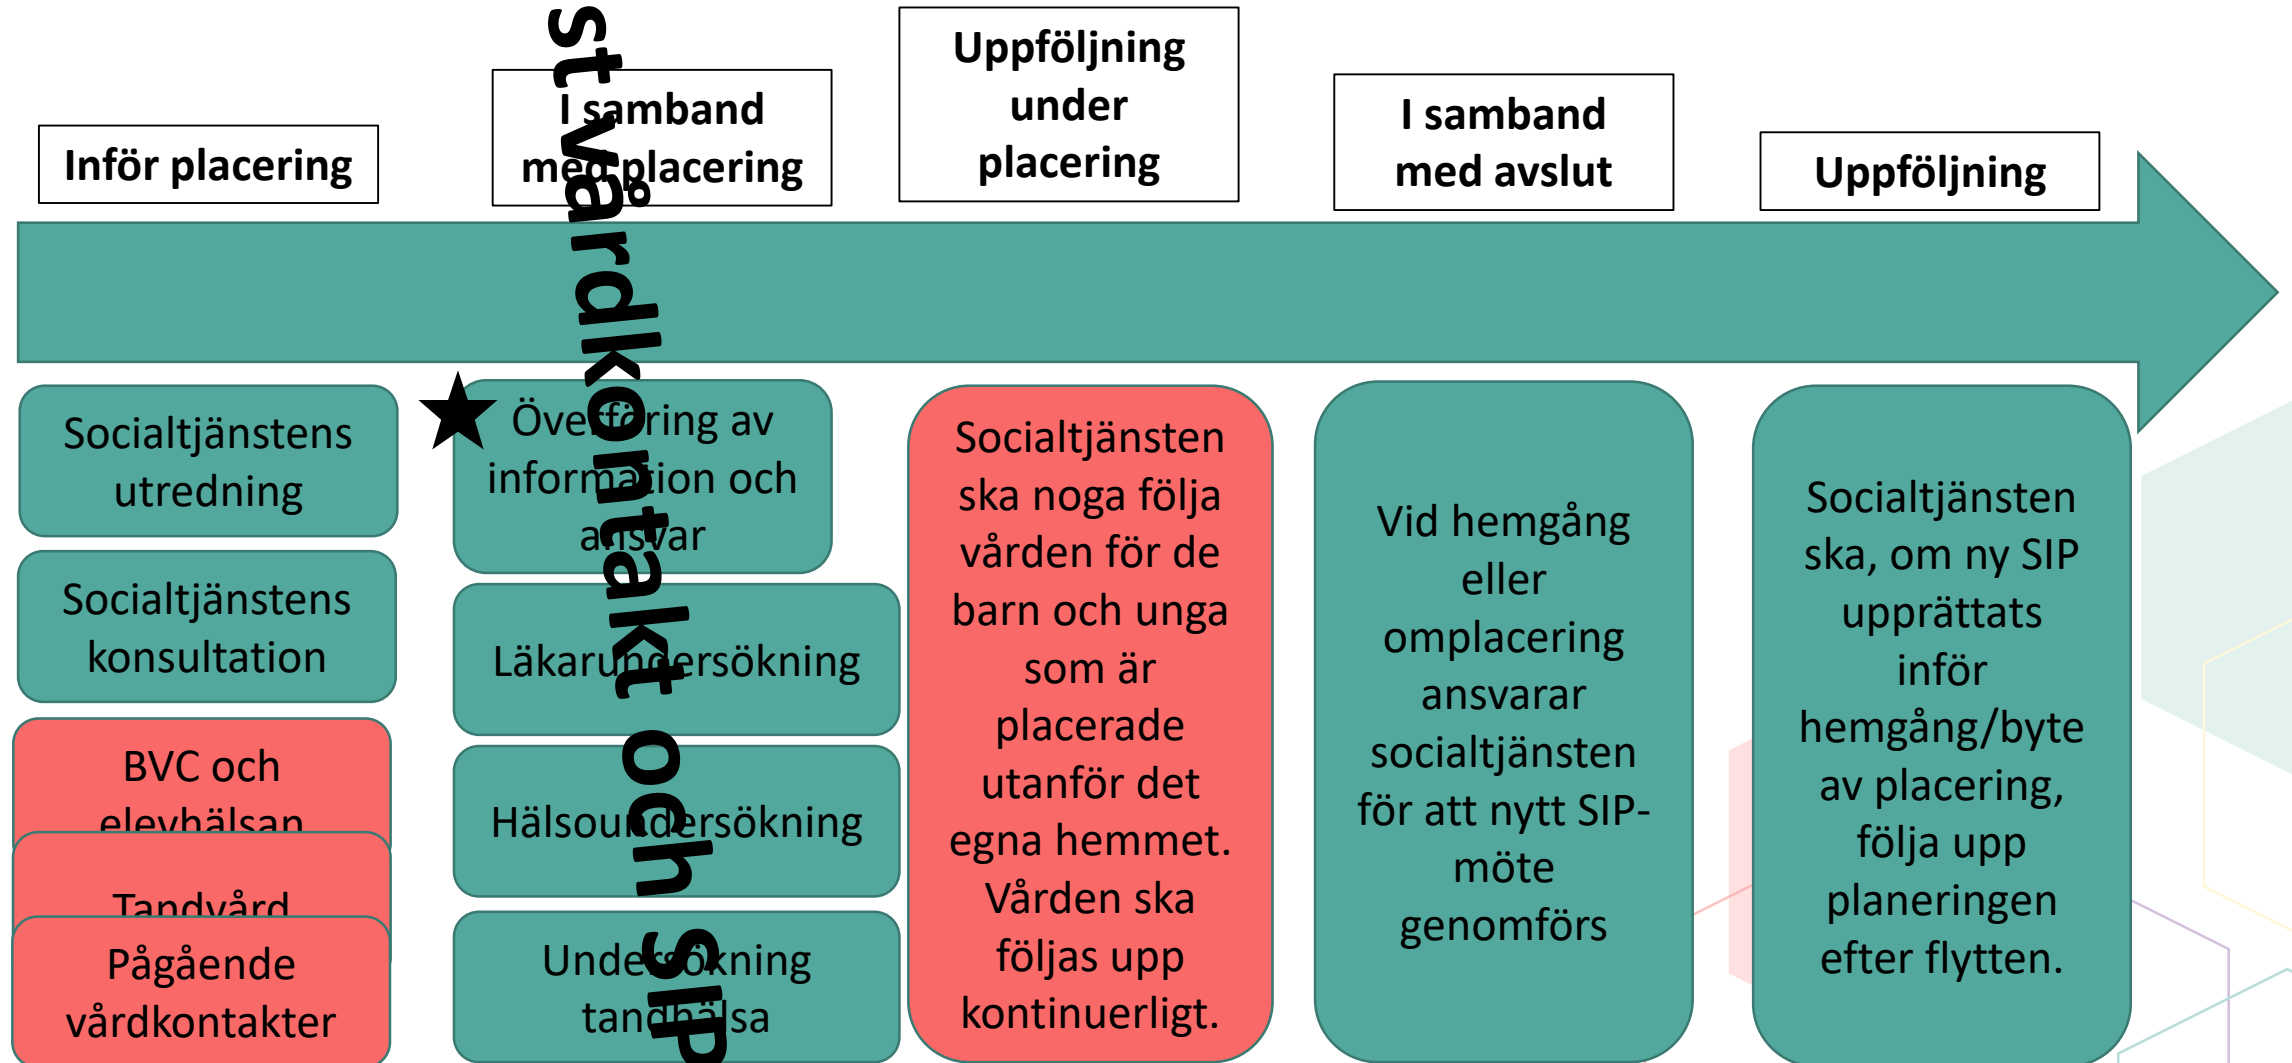 Inför placering
I samband
med placering
Uppföljning
under
placering
I samband
med avslut
Uppföljning
st vårdkontakt och SIP
Socialtjänstens
utredning
Socialtjänstens
konsultation
BVC och
elevhälsan
Tandvård
Pågående
vårdkontakter
Överföring av
information och
ansvar
Läkarundersökning
Hälsoundersökning
Undersökning
tandhälsa
Socialtjänsten
ska noga följa
vården för de
barn och unga
som är
placerade
utanför det
egna hemmet.
Vården ska
följas upp
kontinuerligt.
Vid hemgång
eller
omplacering
ansvarar
socialtjänsten
för att nytt SIP-
möte
genomförs
Socialtjänsten
ska, om ny SIP
upprättats
inför
hemgång/byte
av placering,
följa upp
planeringen
efter flytten.